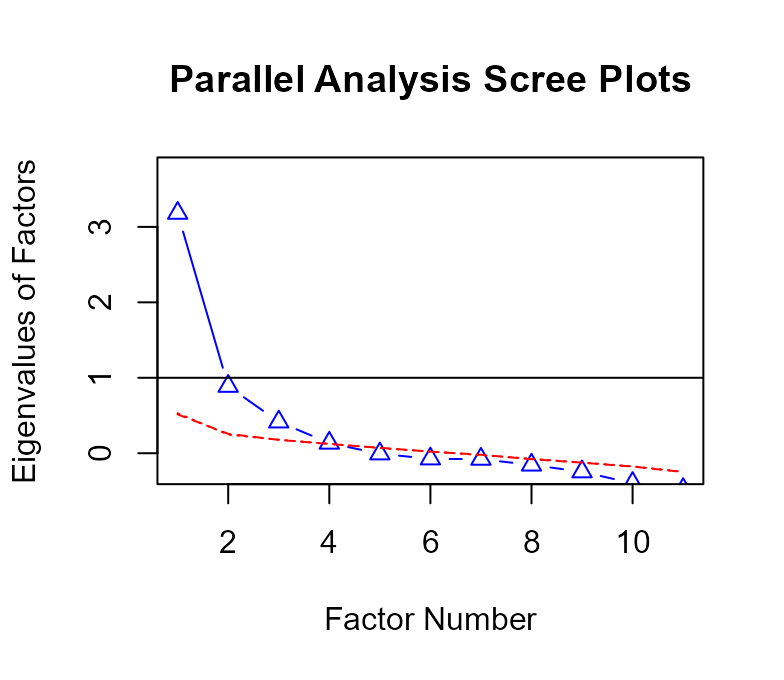 Parallel Analysis Scree Plots
Eigenvalues of Factors
3
2
1
0
2 4 6 8 10
Factor Number